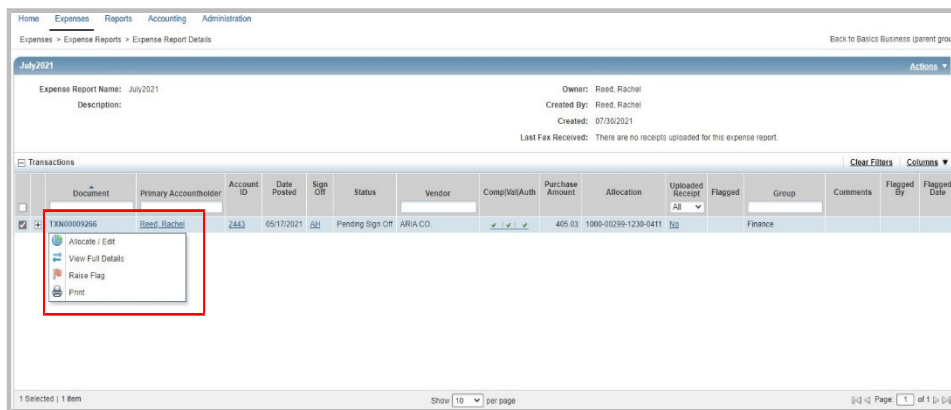 Home Expenses Reports Accounting Administration
Expenses > Expense Reports > Expense Report Details Back to Basics Business (parent grou
July2021 Actions ▼
Expense Report Name: July2021 Owner: Reed, Rachel
Description: Created By: Reed, Rachel
Created: 07/30/2021
Last Fax Received: There are no receipts uploaded for this expense report.
Transactions Clear Filters Columns ▼
Document Primary Accountholder Account ID Date Posted Sign Off Status Vendor Comp|Val|Auth Purchase Amount Allocation Uploaded Receipt Flagged Group Comments Flagged By Flagged Date
All
TXN00009266 Reed, Rachel 2443 05/17/2021 AH Pending Sign Off ARIA CO. 405.03 1000-00299-1230-0411 No Finance
Allocate / Edit
View Full Details
Raise Flag
Print
1 Selected | 1 item Show 10 per page Page: 1 of 1